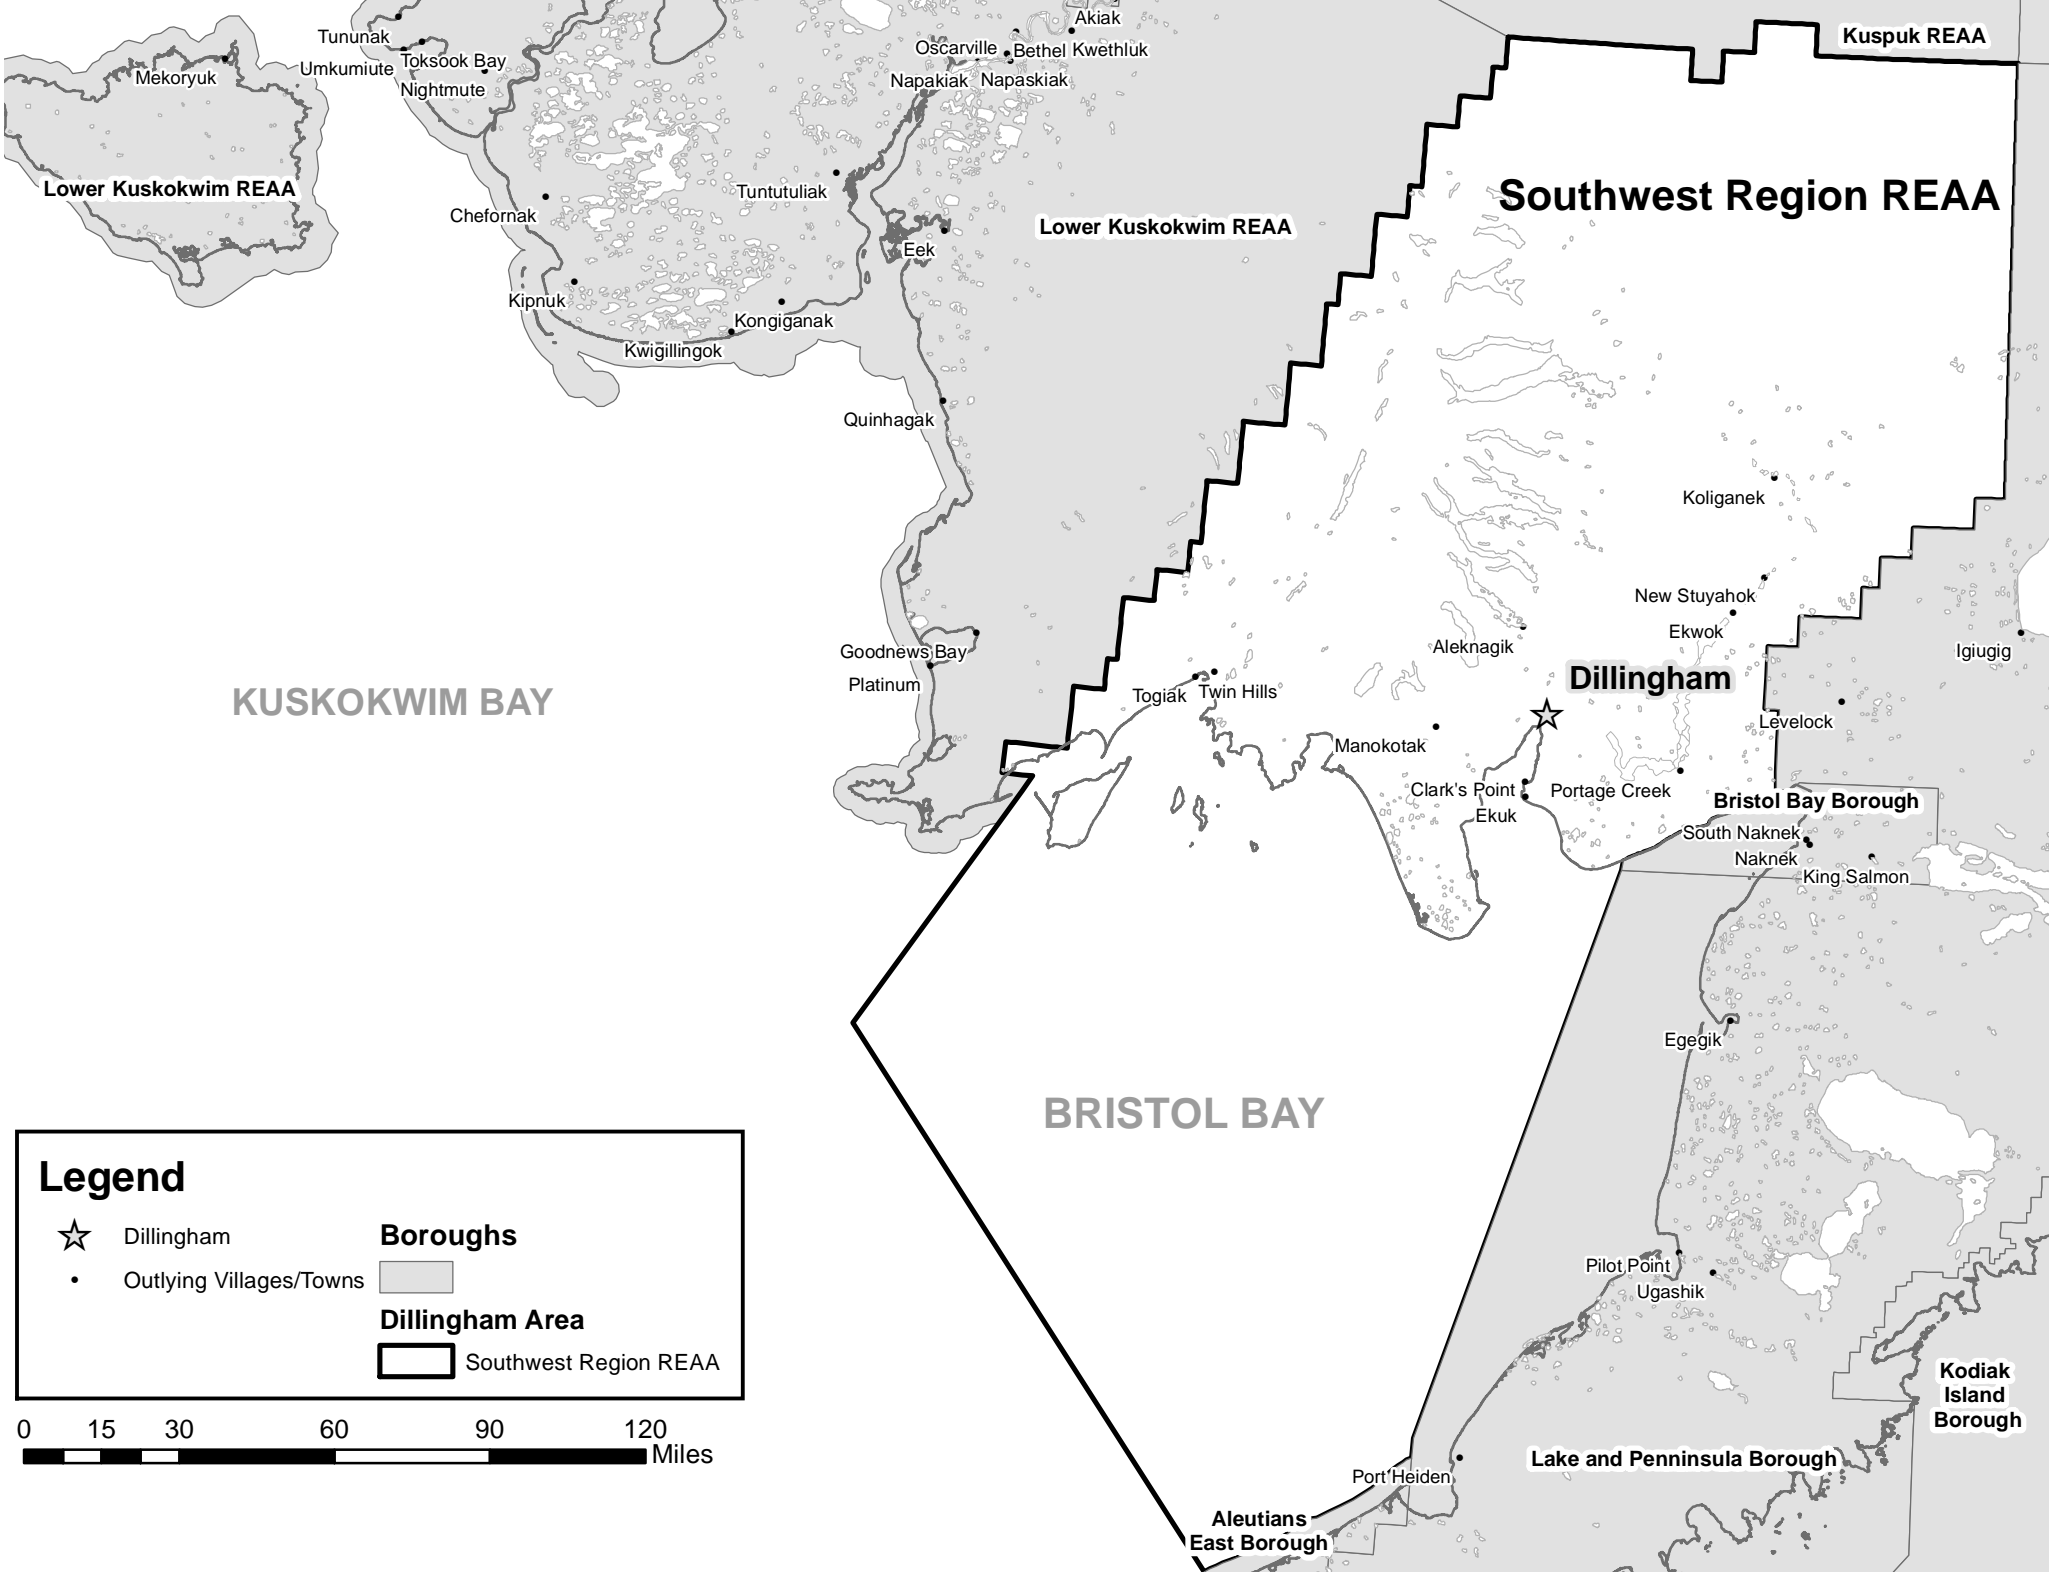 Akiak
Kuspuk REAA
Tununak
Oscarville
Bethel
Kwethluk
Toksook Bay
Umkumiute
Mekoryuk
Napakiak
Napaskiak
Nightmute
Lower Kuskokwim REAA
Tuntutuliak
Southwest Region REAA
Chefornak
Lower Kuskokwim REAA
Eek
Kipnuk
Kongiganak
Kwigillingok
Quinhagak
Koliganek
New Stuyahok
Ekwok
Aleknagik
Goodnews Bay
Igiugig
Dillingham
Platinum
Togiak
Twin Hills
KUSKOKWIM BAY
Levelock
Manokotak
Clark's Point
Portage Creek
Bristol Bay Borough
Ekuk
South Naknek
Naknek
King Salmon
Egegik
BRISTOL BAY
Legend
Dillingham
Outlying Villages/Towns
Boroughs
Dillingham Area
Southwest Region REAA
Pilot Point
Ugashik
Kodiak
Island
Borough
0 15 30 60 90 120
Miles
Lake and Penninsula Borough
Port Heiden
Aleutians
East Borough